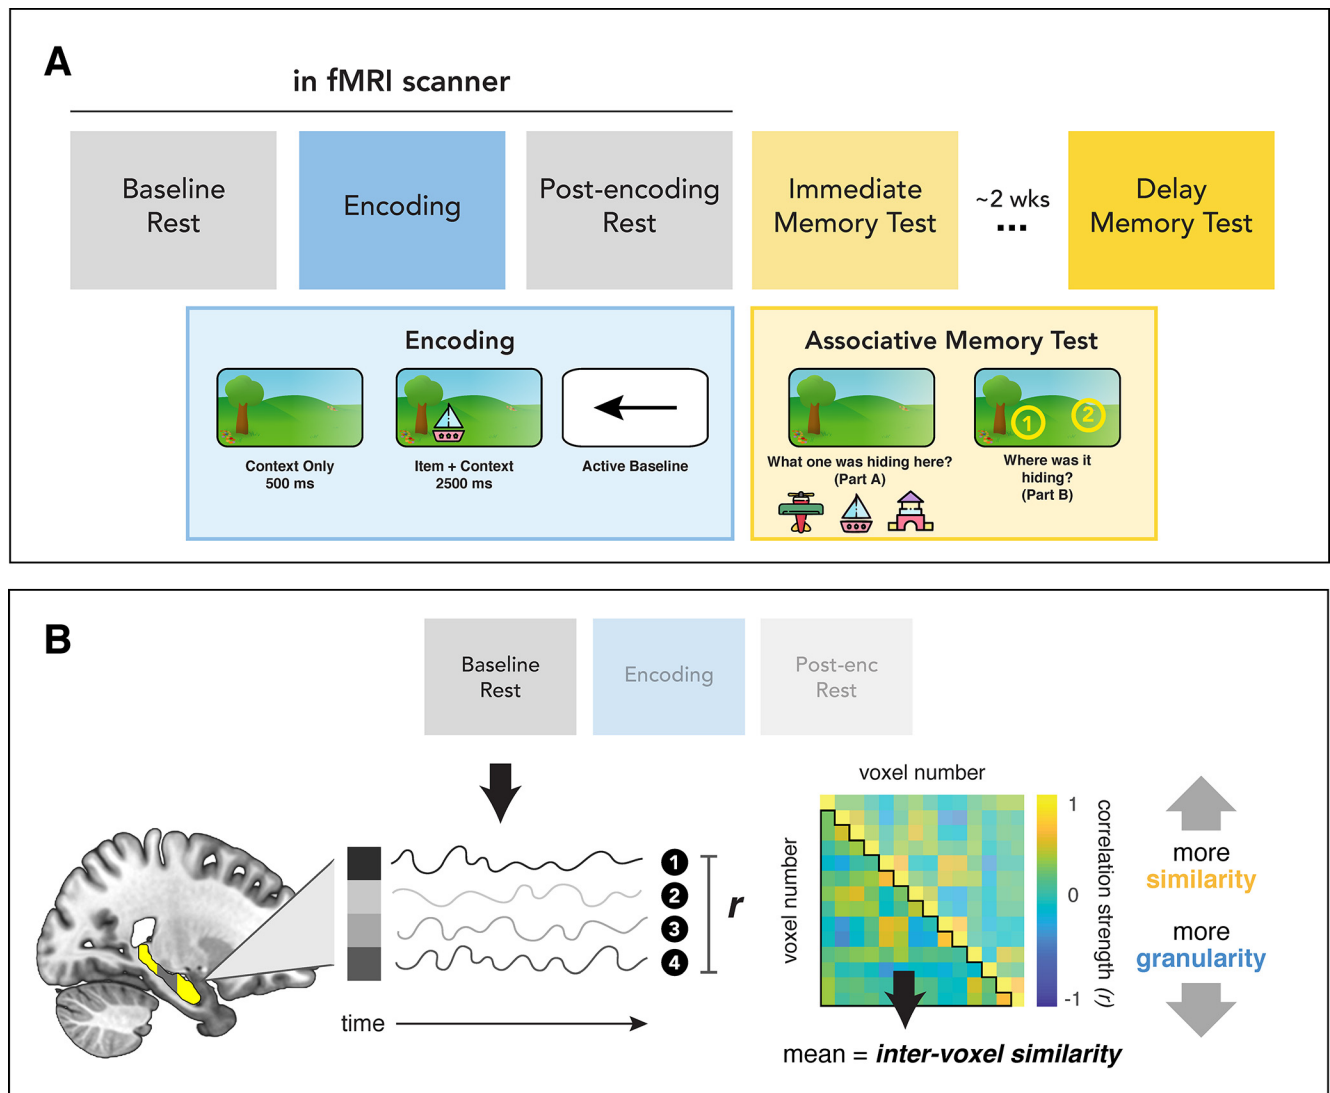 A
in fMRI scanner
Baseline
Rest
Encoding
Post-encoding
Rest
Immediate
Memory Test
~2 wks
...
Delay
Memory Test
Encoding
Context Only
500 ms
Item + Context
2500 ms
Active Baseline
Associative Memory Test
1
2
What one was hiding here?
(Part A)
Where was it
hiding?
(Part B)
B
Baseline
Rest
Encoding
Post-enc
Rest
1
2
3
4
r
time
voxel number
voxel number
1
0
-1
correlation strength (r)
mean = inter-voxel similarity
more
similarity
more
granularity